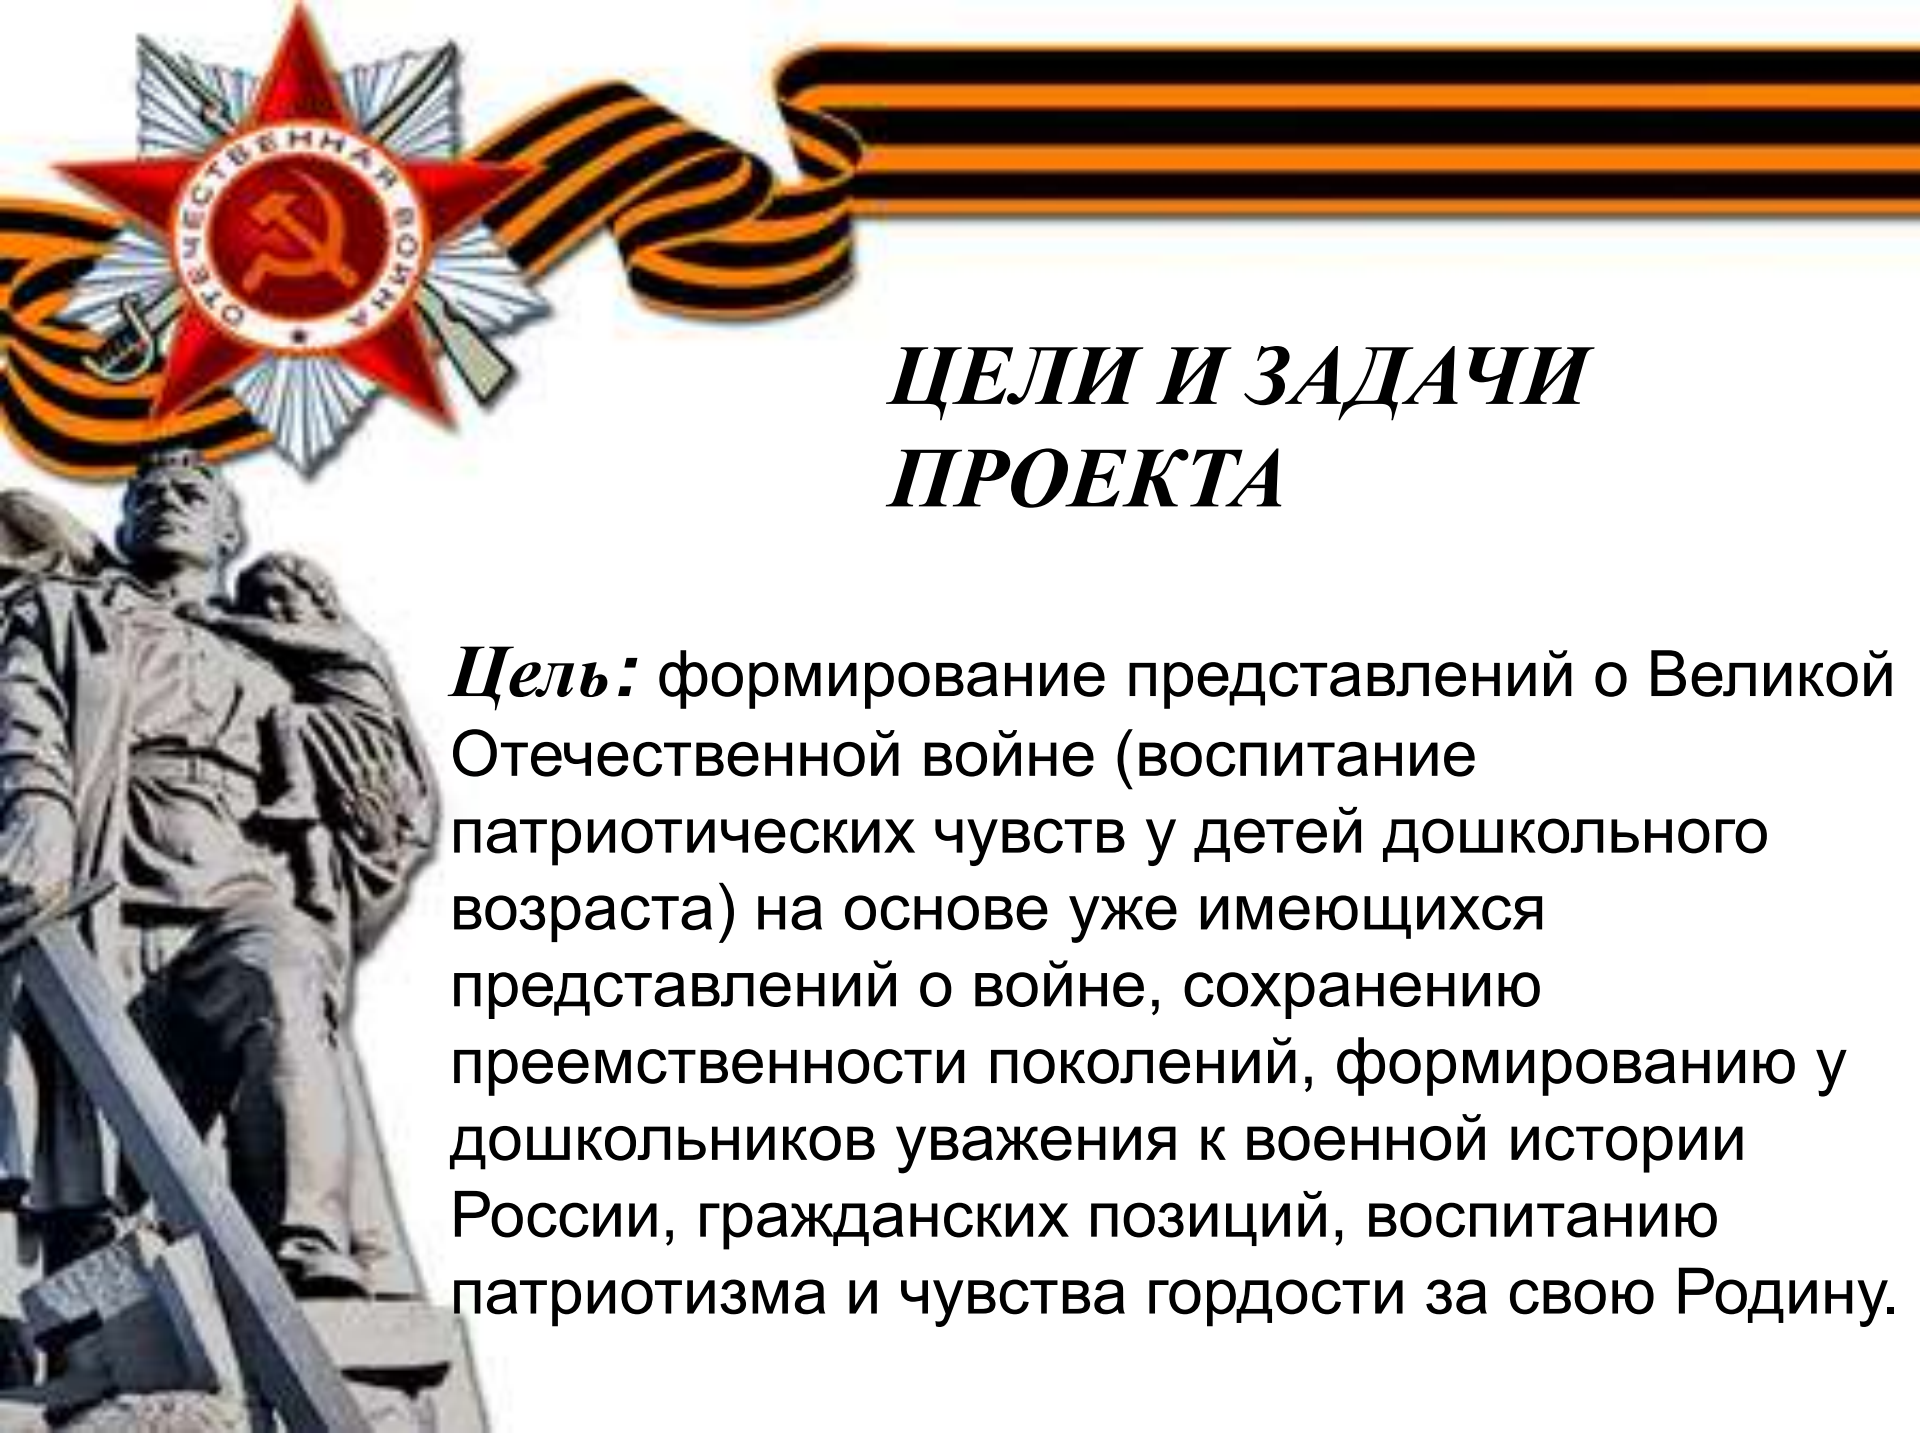 ОТЕЧЕСТВЕННАЯ ВОЙНА
ЦЕЛИ И ЗАДАЧИ
ПРОЕКТА
Цель: формирование представлений о Великой
Отечественной войне (воспитание
патриотических чувств у детей дошкольного
возраста) на основе уже имеющихся
представлений о войне, сохранению
преемственности поколений, формированию у
дошкольников уважения к военной истории
России, гражданских позиций, воспитанию
патриотизма и чувства гордости за свою Родину.